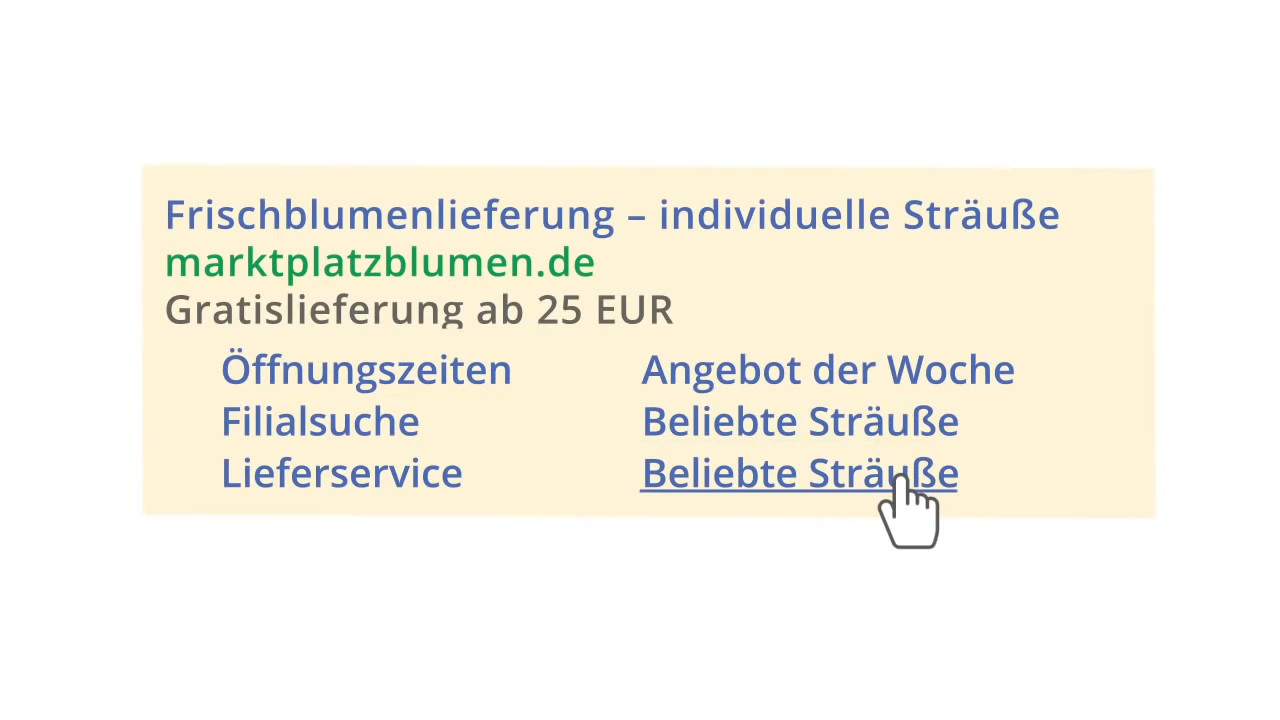 Frischblumenlieferung – individuelle Sträuße
marktplatzblumen.de
Gratislieferung ab 25 EUR
Öffnungszeiten Angebot der Woche
Filialsuche Beliebte Sträuße
Lieferservice Beliebte Sträuße